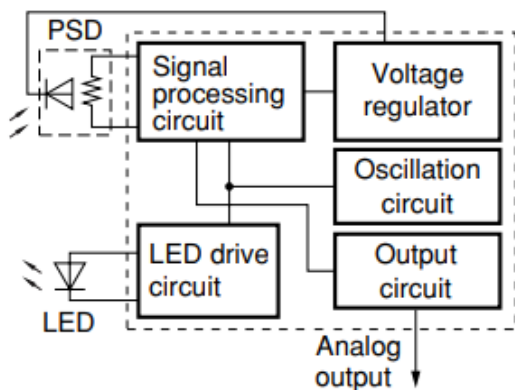 PSD
Signal
processing
circuit
Voltage
regulator
Oscillation
circuit
LED drive
circuit
Output
circuit
LED
Analog
output